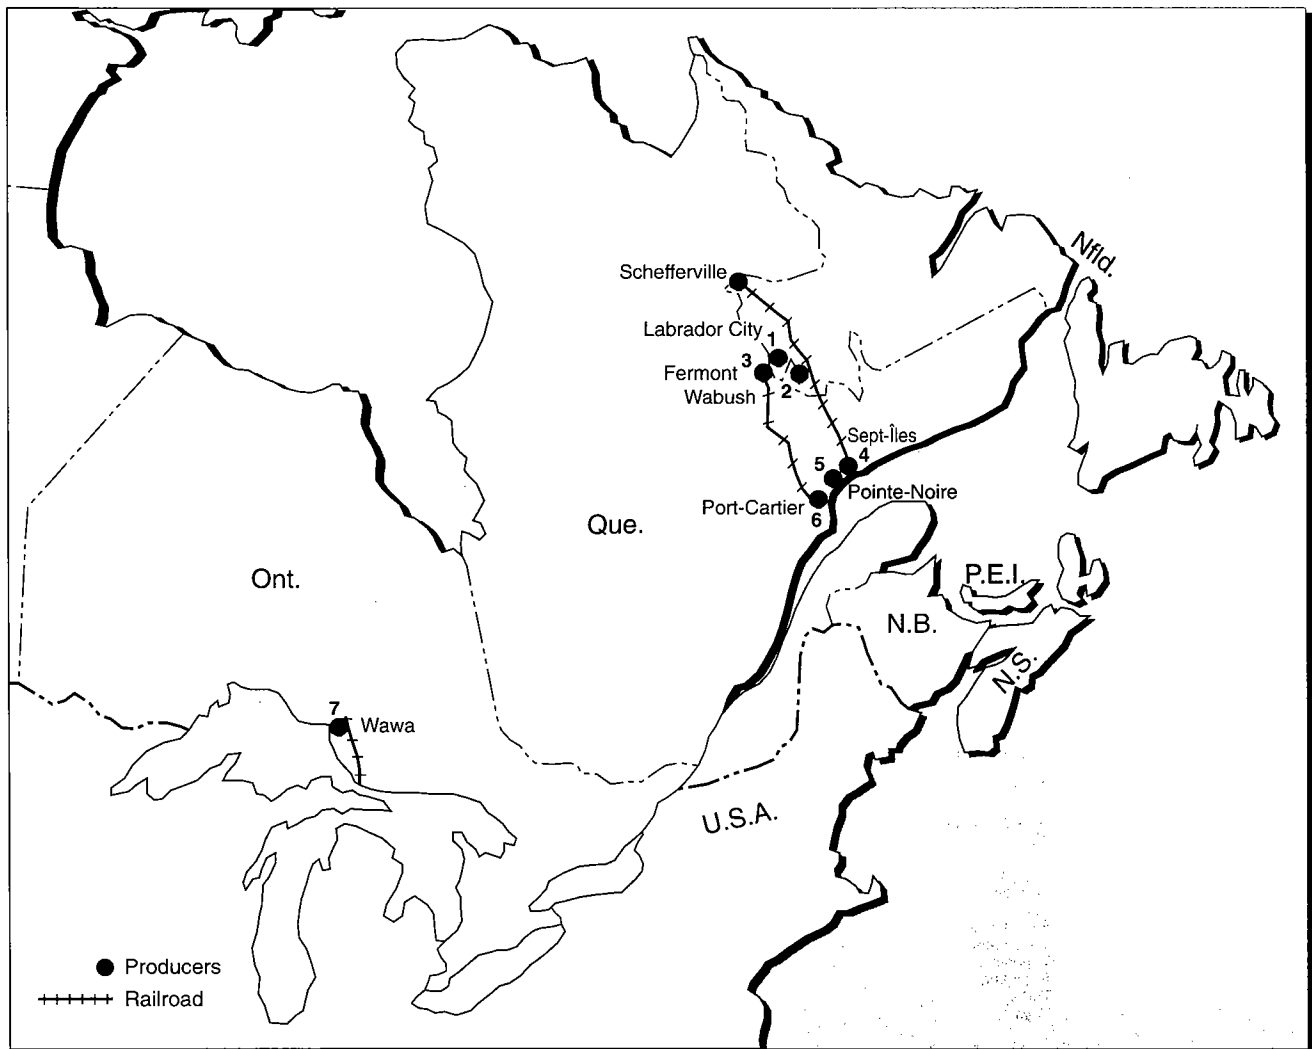 Nfld.
Schefferville
Labrador City
1
3
Fermont
2
Wabush
Sept-Îles
4
5
Pointe-Noire
Port-Cartier
6
Que.
Ont.
P.E.I.
N.B.
N.S.
7
Wawa
U.S.A.
Producers
Railroad